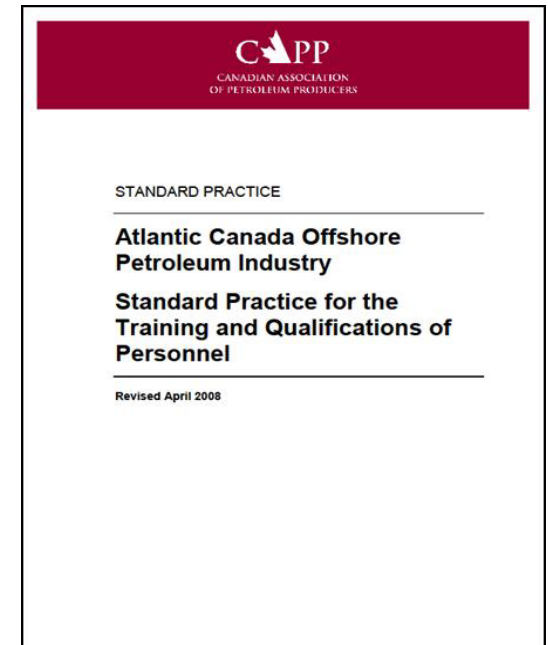 CAPP
CANADIAN ASSOCIATION
OF PETROLEUM PRODUCERS
STANDARD PRACTICE
Atlantic Canada Offshore
Petroleum Industry
Standard Practice for the
Training and Qualifications of
Personnel
Revised April 2008